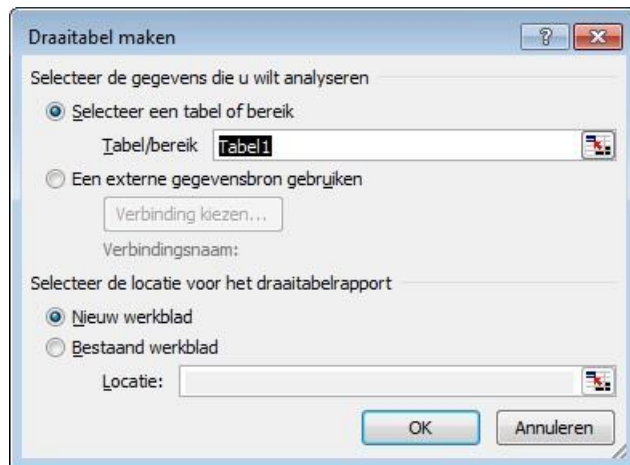 Draaitabel maken
Selecteer de gegevens die u wilt analyseren
Selecteer een tabel of bereik
Tabel/bereik Tabel1
Een externe gegevensbron gebruiken
Verbinding kiezen...
Verbindingsnaam:
Selecteer de locatie voor het draaitabelrapport
Nieuw werkblad
Bestaand werkblad
Locatie:
OK Annuleren